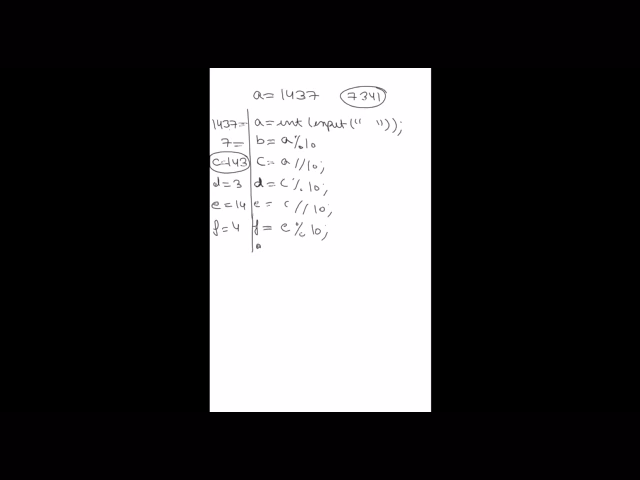 a = 1437 7341
1437 = a = int (input (" "));
7 = b = a % 10
c=143 c = a // 10;
d = 3 d = c % 10;
e = 14 e = c // 10;
f = 4 f = e % 10;